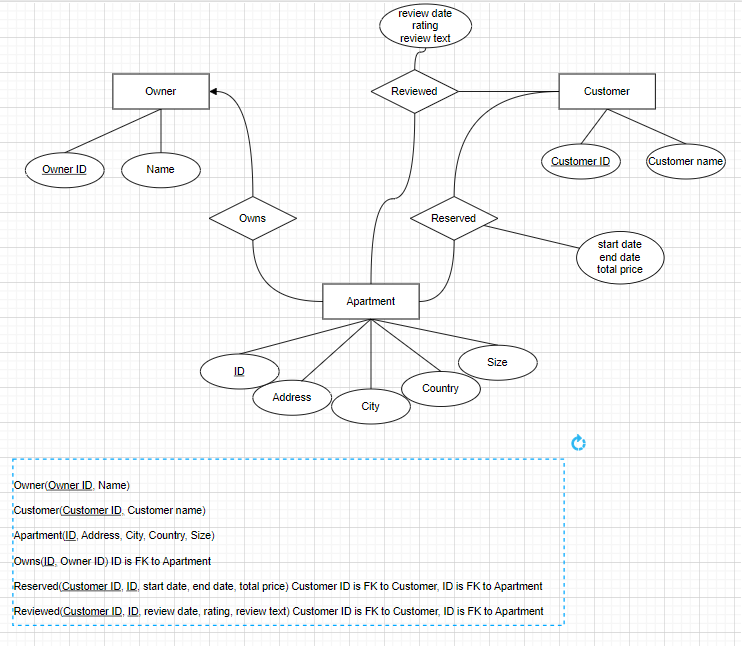 review date
rating
review text
Owner
Reviewed
Customer
Owner ID
Name
Customer ID
Customer name
Owns
Reserved
start date
end date
total price
Apartment
ID
Address
City
Country
Size
Owner(Owner ID, Name)
Customer(Customer ID, Customer name)
Apartment(ID, Address, City, Country, Size)
Owns(ID, Owner ID) ID is FK to Apartment
Reserved(Customer ID, ID, start date, end date, total price) Customer ID is FK to Customer, ID is FK to Apartment
Reviewed(Customer ID, ID, review date, rating, review text) Customer ID is FK to Customer, ID is FK to Apartment